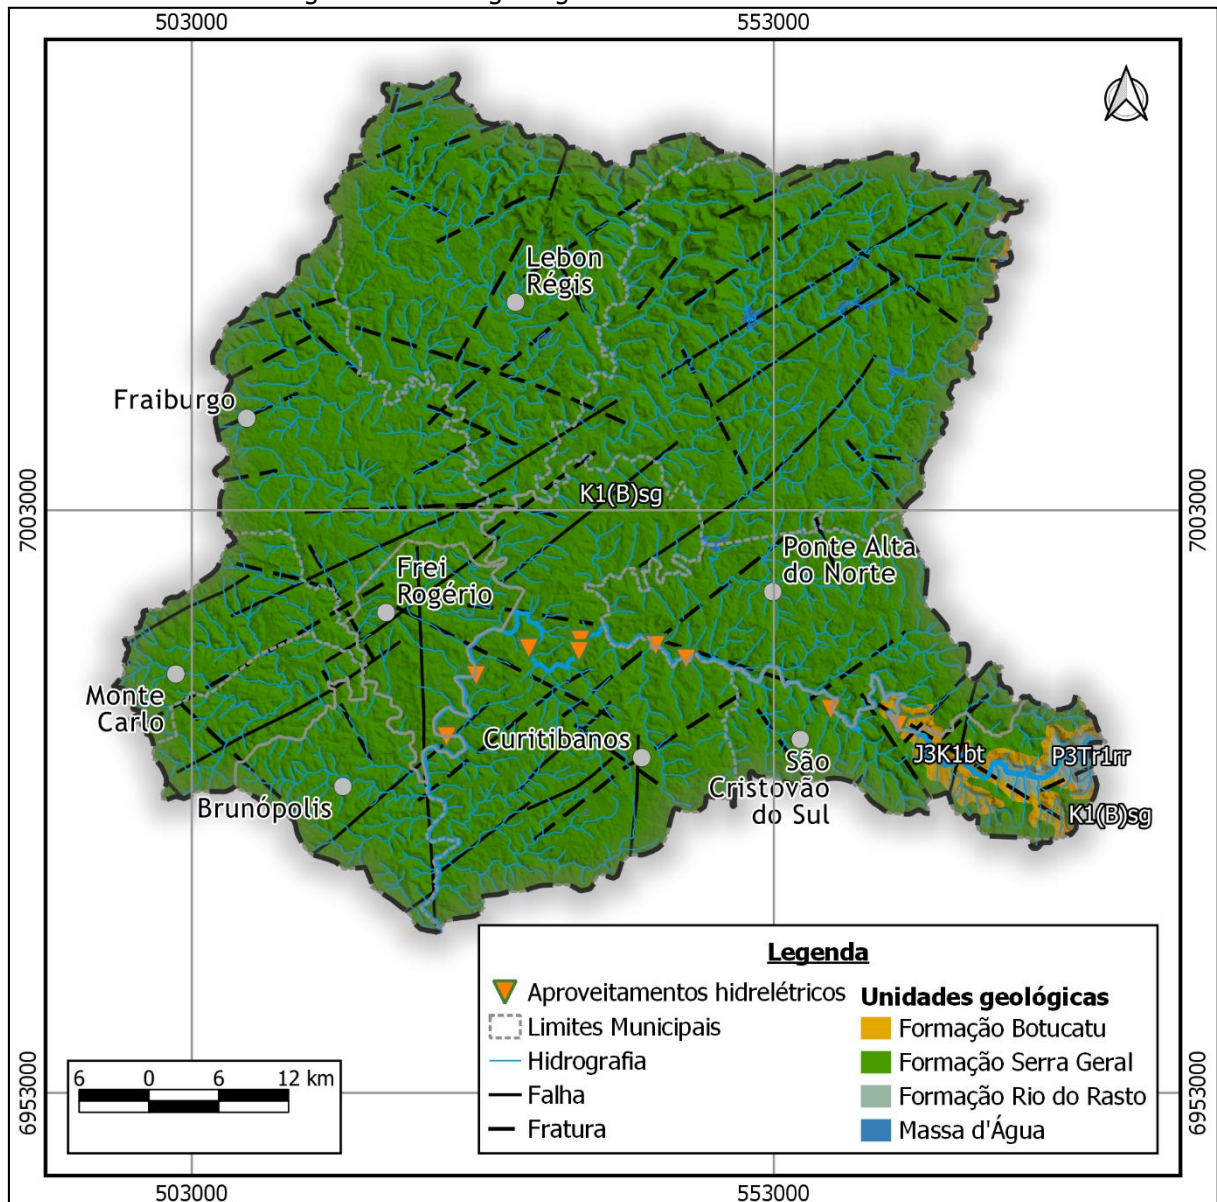 503000
553000
Lebon
Régis
Fraiburgo
K1(B)sg
7003000
7003000
Ponte Alta
do Norte
Frei
Rogério
Monte
Carlo
Curitibanos
J3K1bt
P3Tr1rr
São
Cristovão
do Sul
Brunópolis
K1(B)sg
Legenda
Aproveitamentos hidrelétricos
Limites Municipais
Hidrografia
Falha
Fratura
Unidades geológicas
Formação Botucatu
Formação Serra Geral
Formação Rio do Rasto
Massa d'Água
6 0 6 12 km
6953000
6953000
503000
553000